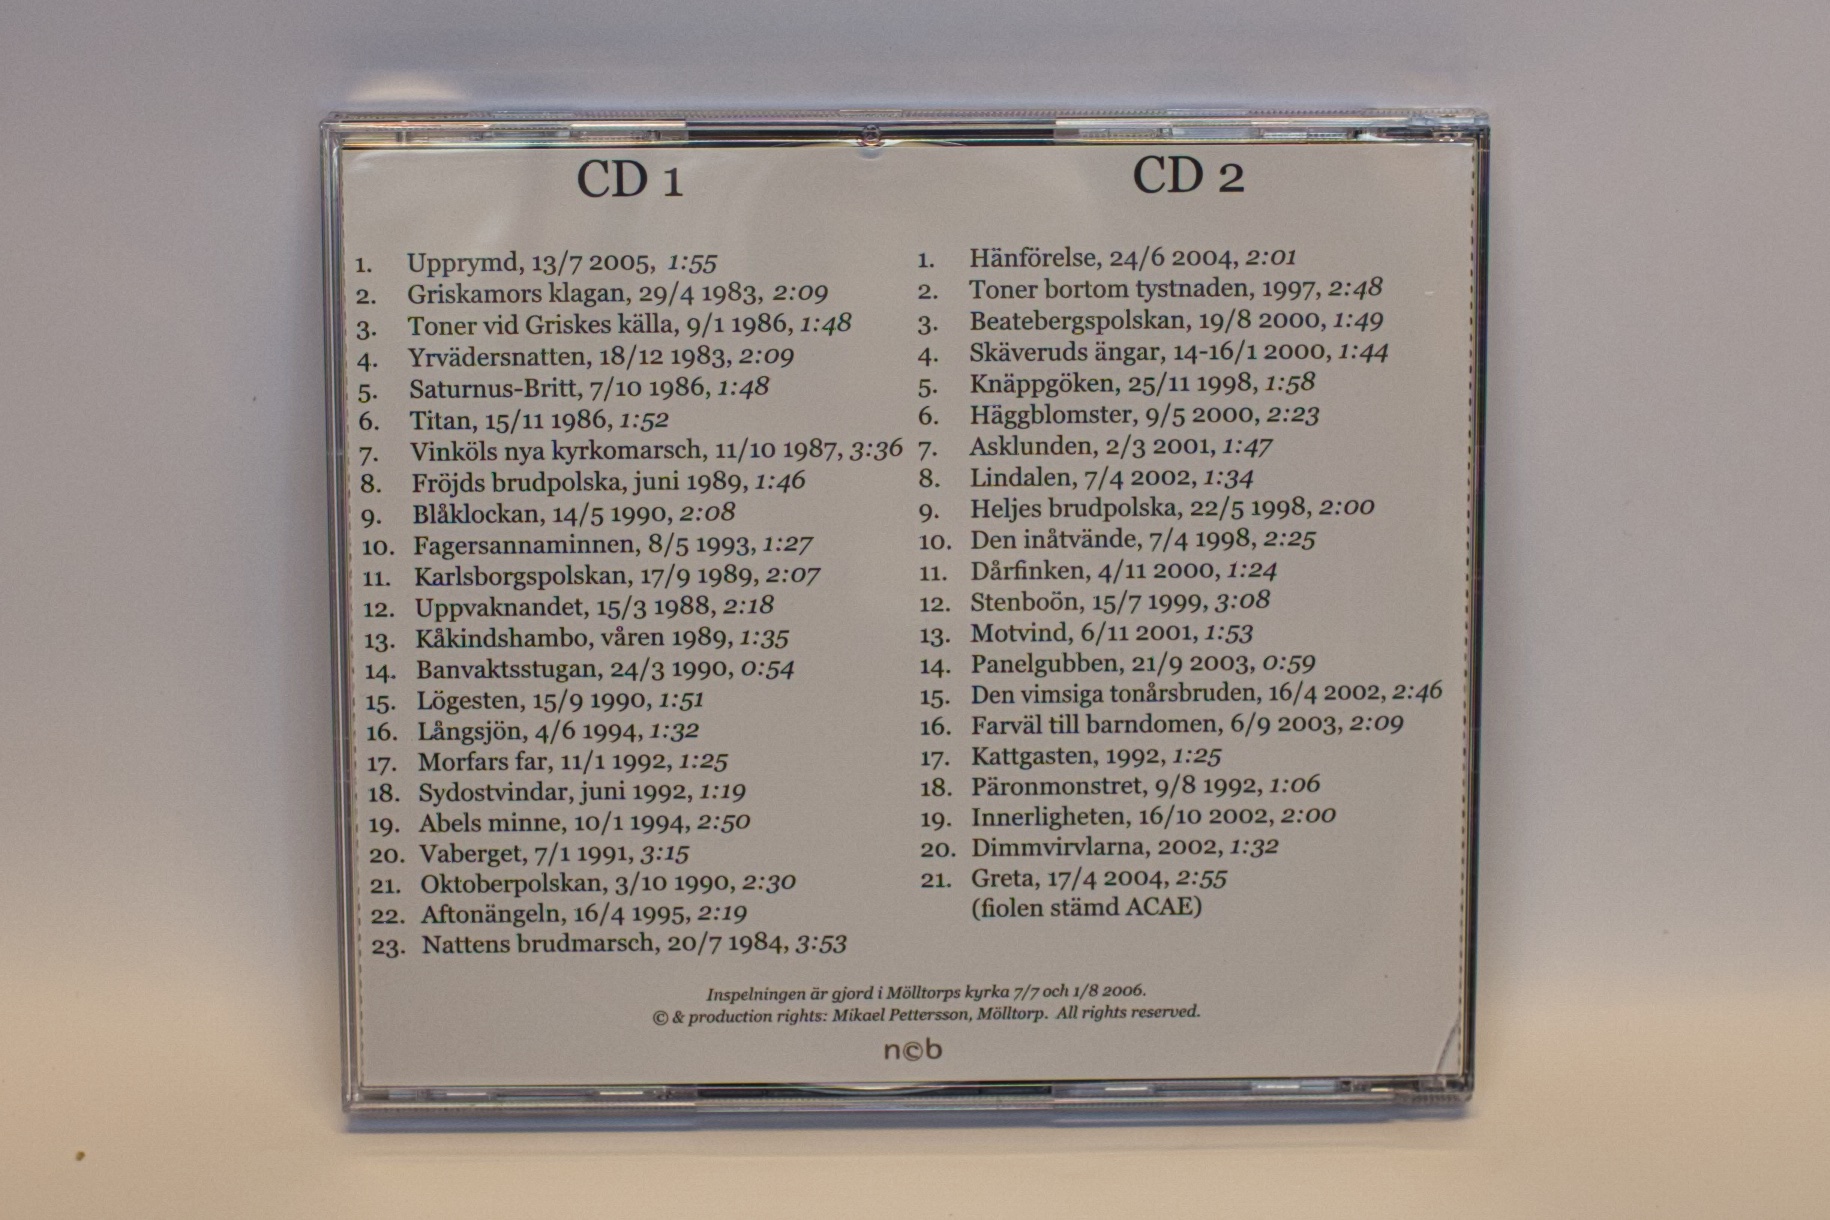 CD 1
1. Upprymd, 13/7 2005, 1:55
2. Griskamors klagan, 29/4 1983, 2:09
3. Toner vid Griskes källa, 9/1 1986, 1:48
4. Yrvädersnatten, 18/12 1983, 2:09
5. Saturnus-Britt, 7/10 1986, 1:48
6. Titan, 15/11 1986, 1:52
7. Vinköls nya kyrkomarsch, 11/10 1987, 3:36
8. Fröjds brudpolska, juni 1989, 1:46
9. Blåklockan, 14/5 1990, 2:08
10. Fagersannaminnen, 8/5 1993, 1:27
11. Karlsborgspolskan, 17/9 1989, 2:07
12. Uppvaknandet, 15/3 1988, 2:18
13. Kåkindshambo, våren 1989, 1:35
14. Banvaktsstugan, 24/3 1990, 0:54
15. Lögesten, 15/9 1990, 1:51
16. Långsjön, 4/6 1994, 1:32
17. Morfars far, 11/1 1992, 1:25
18. Sydostvindar, juni 1992, 1:19
19. Abels minne, 10/1 1994, 2:50
20. Vaberget, 7/1 1991, 3:15
21. Oktoberpolskan, 3/10 1990, 2:30
22. Aftonängeln, 16/4 1995, 2:19
23. Nattens brudmarsch, 20/7 1984, 3:53
CD 2
1. Hänförelse, 24/6 2004, 2:01
2. Toner bortom tystnaden, 1997, 2:48
3. Beatebergspolskan, 19/8 2000, 1:49
4. Skäveruds ängar, 14-16/1 2000, 1:44
5. Knäppgöken, 25/11 1998, 1:58
6. Häggblomster, 9/5 2000, 2:23
7. Asklunden, 2/3 2001, 1:47
8. Lindalen, 7/4 2002, 1:34
9. Heljes brudpolska, 22/5 1998, 2:00
10. Den inåtvände, 7/4 1998, 2:25
11. Dårfinken, 4/11 2000, 1:24
12. Stenboön, 15/7 1999, 3:08
13. Motvind, 6/11 2001, 1:53
14. Panelgubben, 21/9 2003, 0:59
15. Den vimsiga tonårsbruden, 16/4 2002, 2:46
16. Farväl till barndomen, 6/9 2003, 2:09
17. Kattgasten, 1992, 1:25
18. Päronmonstret, 9/8 1992, 1:06
19. Innerligheten, 16/10 2002, 2:00
20. Dimmvirvlarna, 2002, 1:32
21. Greta, 17/4 2004, 2:55
(fiolen stämd ACAE)
Inspelningen är gjord i Mölltorps kyrka 7/7 och 1/8 2006.
© & production rights: Mikael Pettersson, Mölltorp. All rights reserved.
n©b